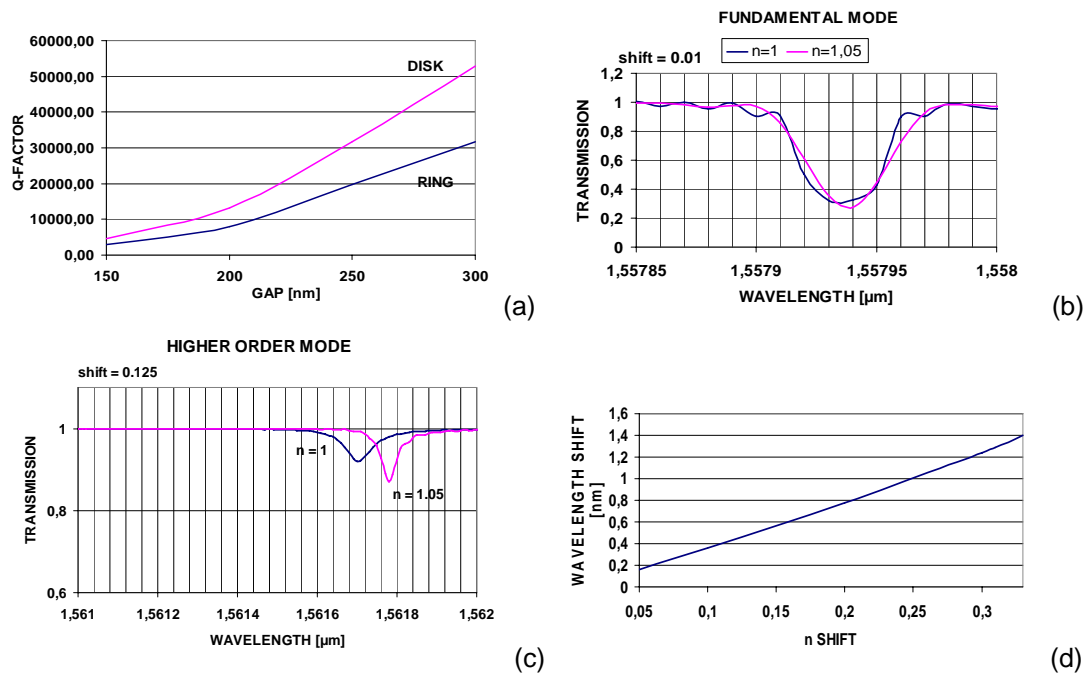 60000,00
50000,00
40000,00
30000,00
20000,00
10000,00
0,00
Q-FACTOR
DISK
RING
150 200 250 300
GAP [nm]
(a)
FUNDAMENTAL MODE
shift = 0.01
n=1 n=1,05
1,2
1
0,8
0,6
0,4
0,2
0
TRANSMISSION
1,55785 1,5579 1,55795 1,558
WAVELENGTH [µm]
(b)
HIGHER ORDER MODE
shift = 0.125
1
0,8
0,6
TRANSMISSION
n = 1
n = 1.05
1,561 1,5612 1,5614 1,5616 1,5618 1,562
WAVELENGTH [µm]
(c)
1,6
1,4
1,2
1
0,8
0,6
0,4
0,2
0
WAVELENGTH SHIFT
[nm]
0,05 0,1 0,15 0,2 0,25 0,3
n SHIFT
(d)